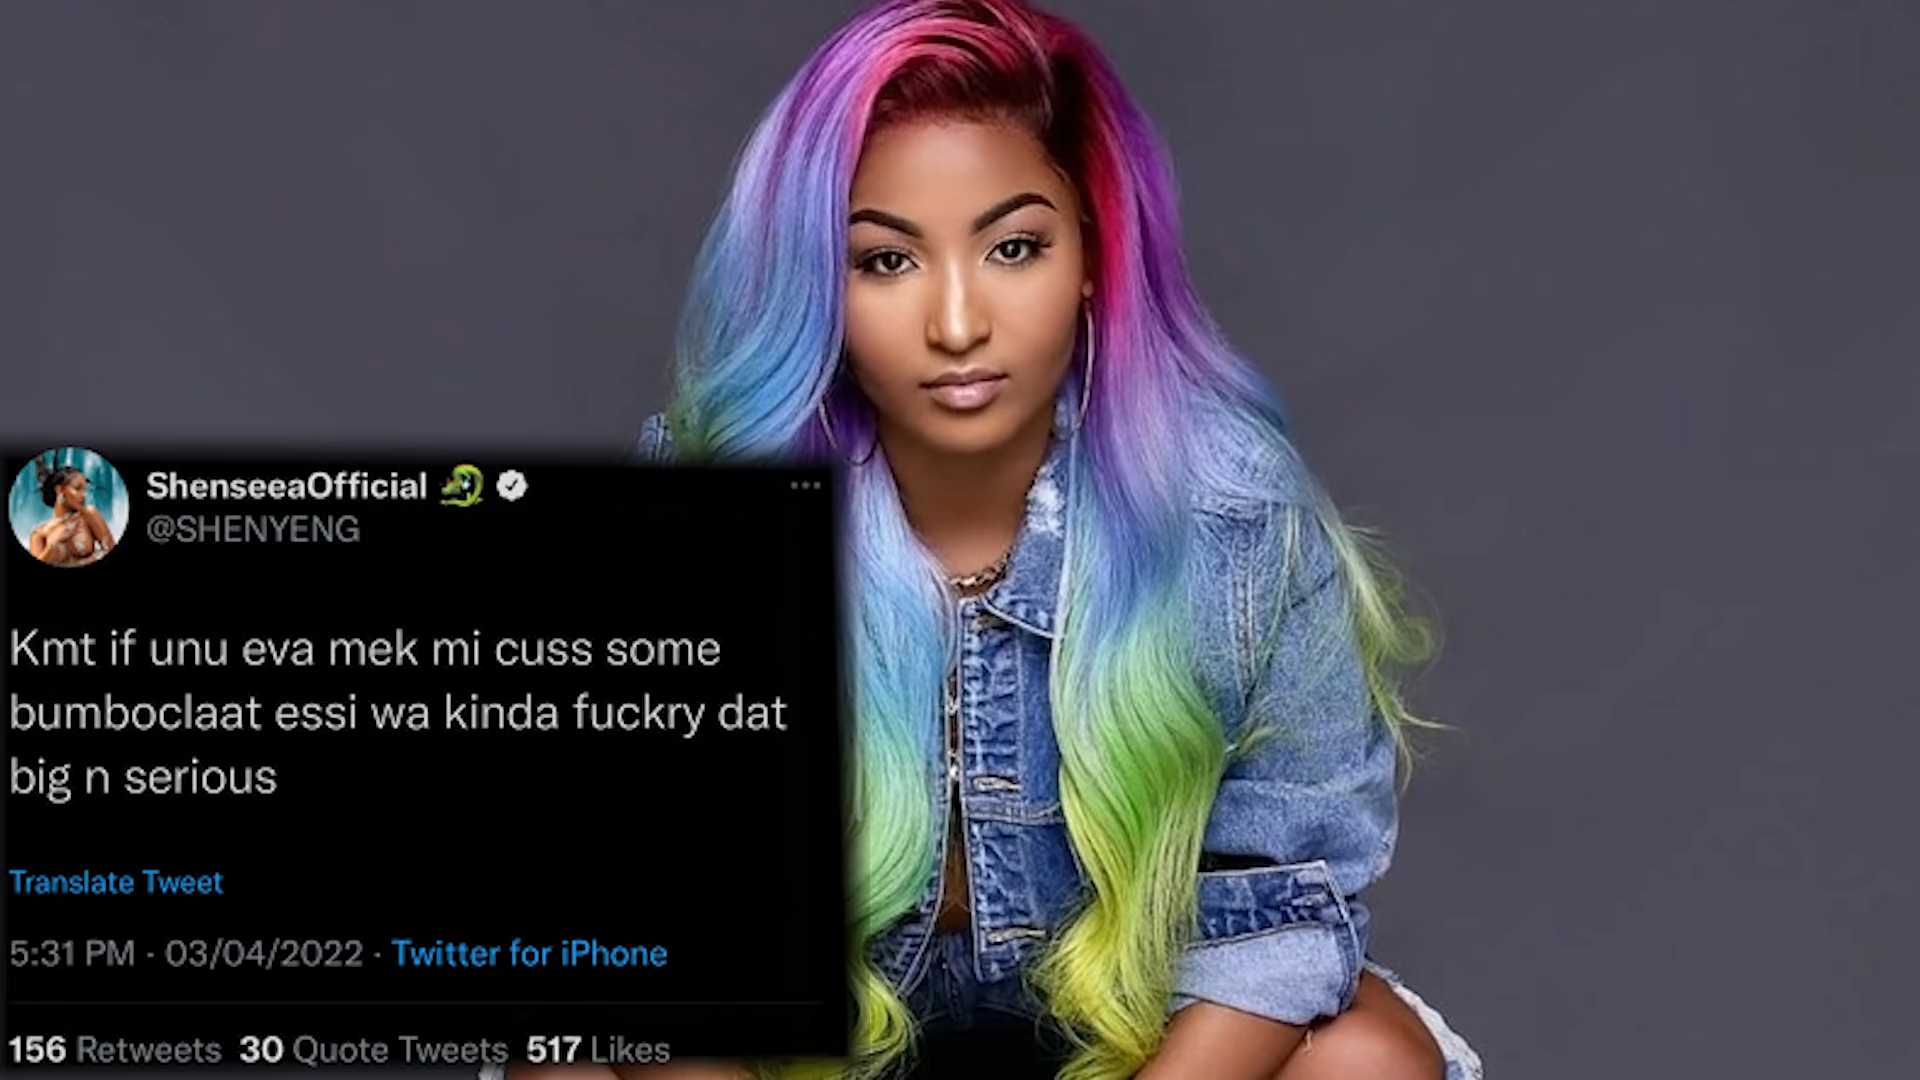 ShenseeaOfficial
@SHENYENG
Kmt if unu eva mek mi cuss some
bumboclaat essi wa kinda fuckry dat
big n serious
Translate Tweet
5:31 PM · 03/04/2022 · Twitter for iPhone
156 Retweets 30 Quote Tweets 517 Likes